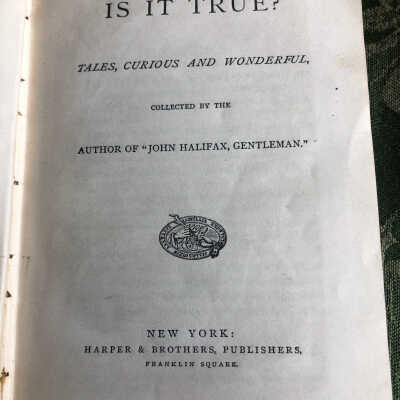 IS IT TRUE?
TALES, CURIOUS AND WONDERFUL,
COLLECTED BY THE
AUTHOR OF "JOHN HALIFAX, GENTLEMAN."
NEW YORK:
HARPER & BROTHERS, PUBLISHERS,
FRANKLIN SQUARE.